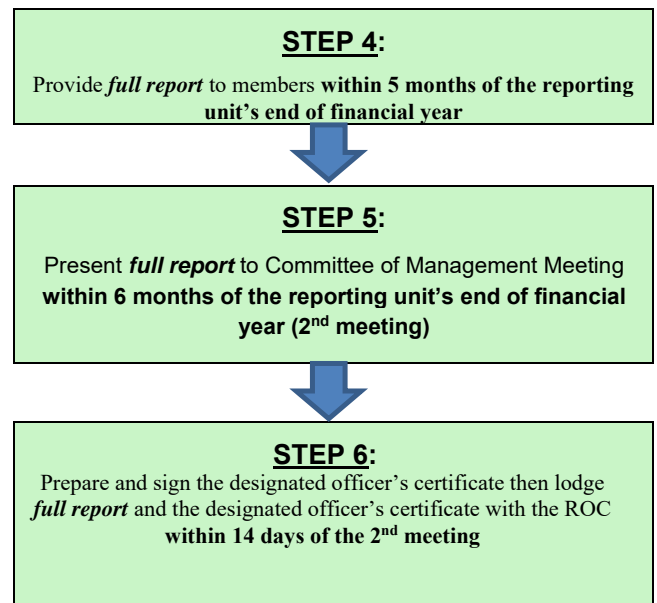 STEP 4:
Provide full report to members within 5 months of the reporting
unit’s end of financial year
STEP 5:
Present full report to Committee of Management Meeting
within 6 months of the reporting unit’s end of financial
year (2nd meeting)
STEP 6:
Prepare and sign the designated officer’s certificate then lodge
full report and the designated officer’s certificate with the ROC
within 14 days of the 2nd meeting